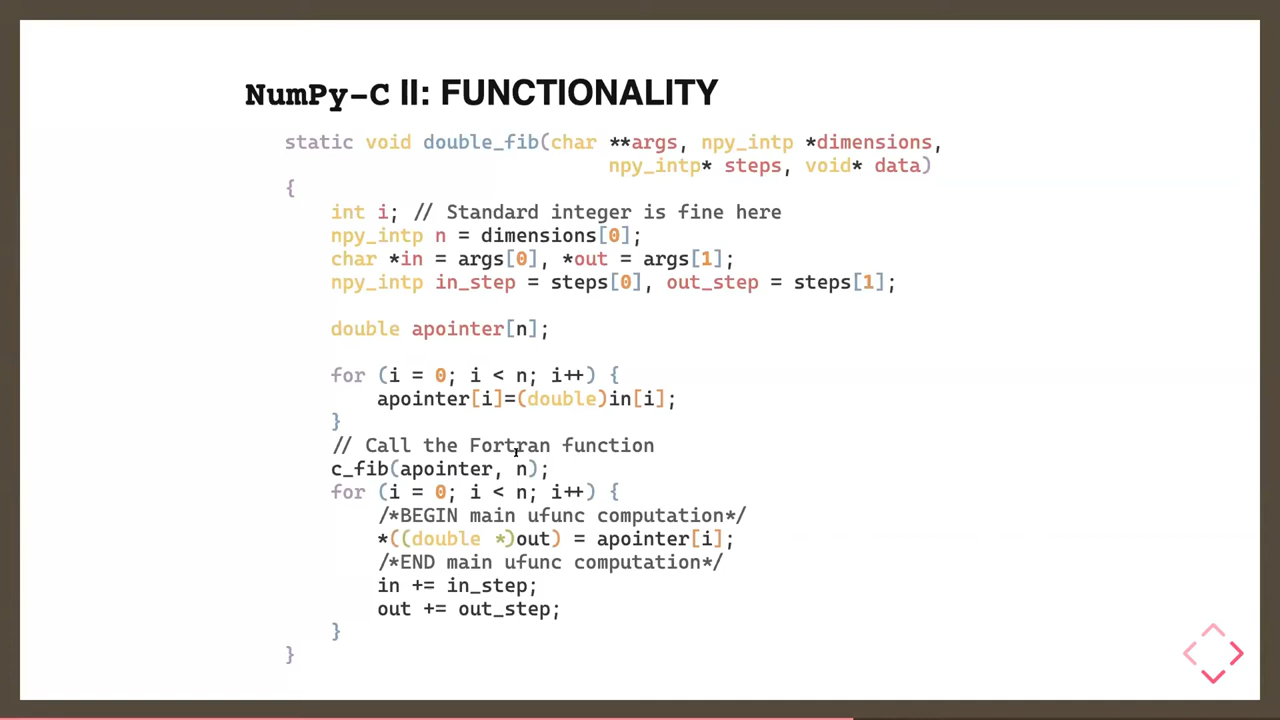 NumPy-C II: FUNCTIONALITY
static void double_fib(char **args, npy_intp *dimensions,
                            npy_intp* steps, void* data)
{
    int i; // Standard integer is fine here
    npy_intp n = dimensions[0];
    char *in = args[0], *out = args[1];
    npy_intp in_step = steps[0], out_step = steps[1];
    double apointer[n];
    for (i = 0; i < n; i++) {
        apointer[i]=(double)in[i];
    }
    // Call the Fortran function
    c_fib(apointer, n);
    for (i = 0; i < n; i++) {
        /*BEGIN main ufunc computation*/
        *((double *)out) = apointer[i];
        /*END main ufunc computation*/
        in += in_step;
        out += out_step;
    }
}